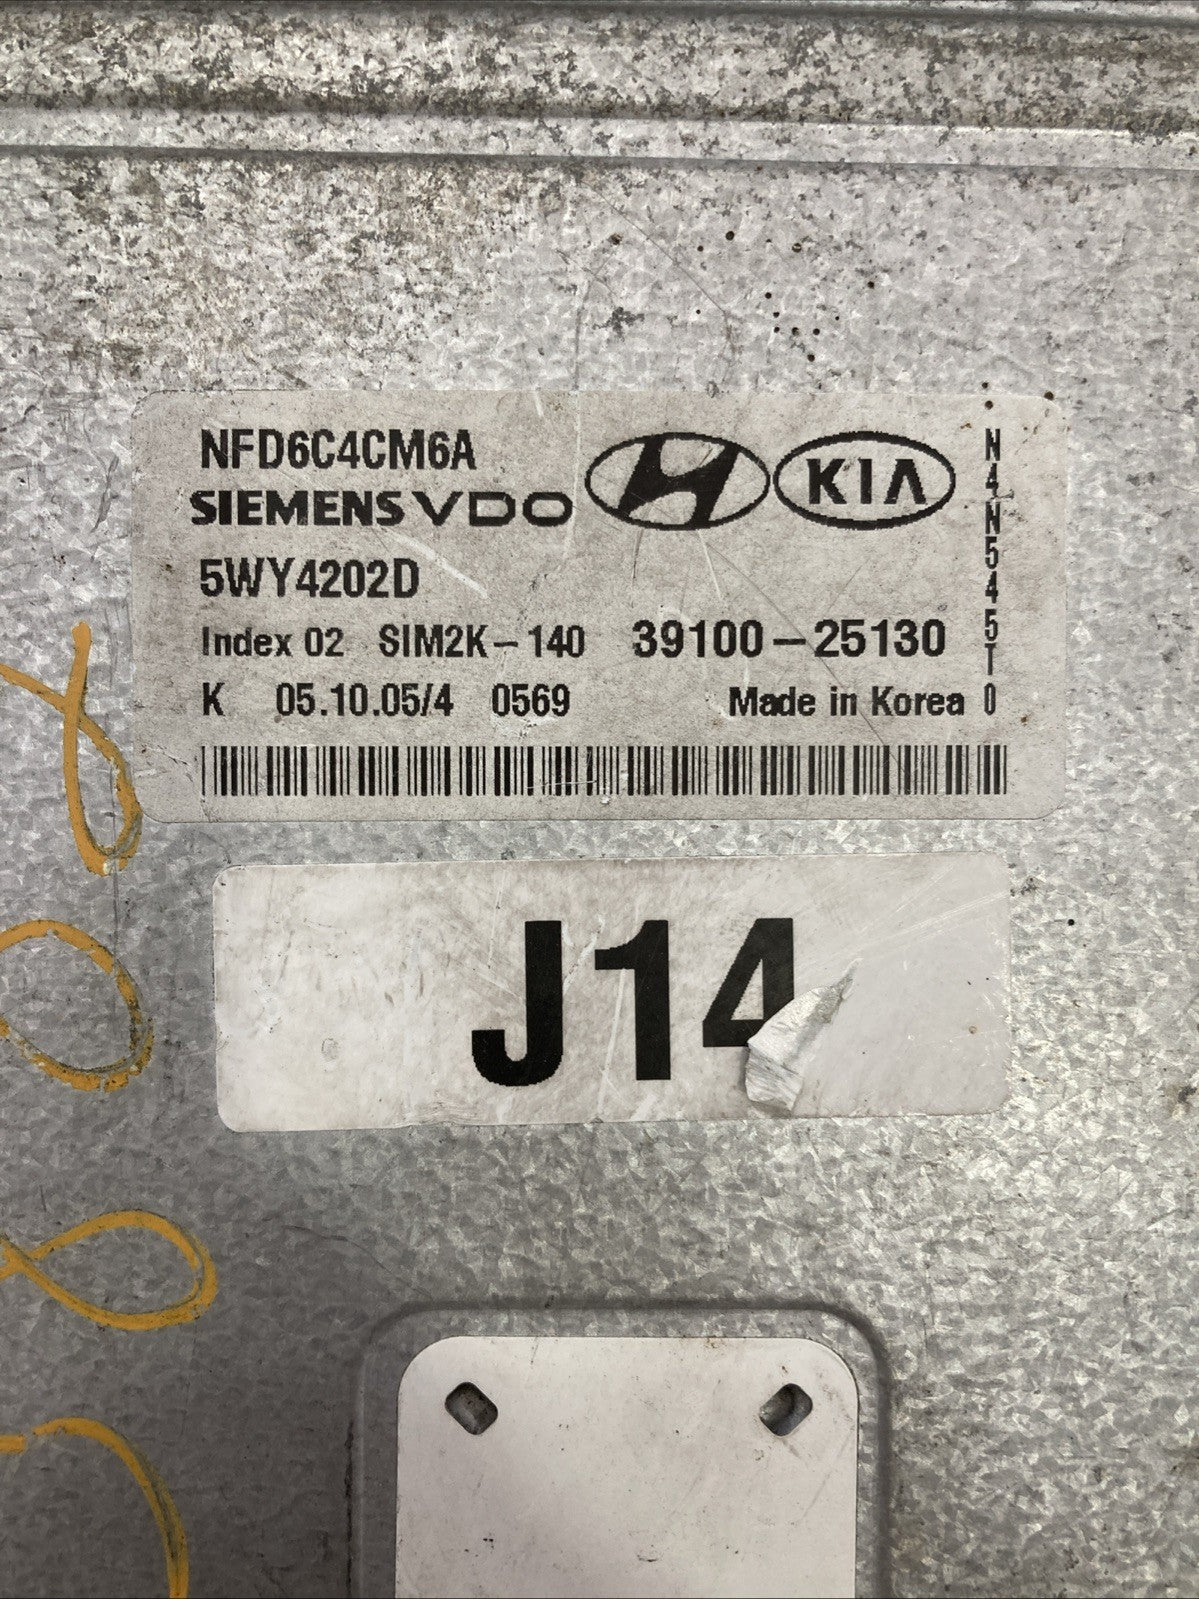 NFD6C4CM6A
SIEMENS VDO
KIA
5WY4202D
Index 02 SIM2K-140 39100-25130
K 05.10.05/4 0569 Made in Korea
N4N545T0
J14